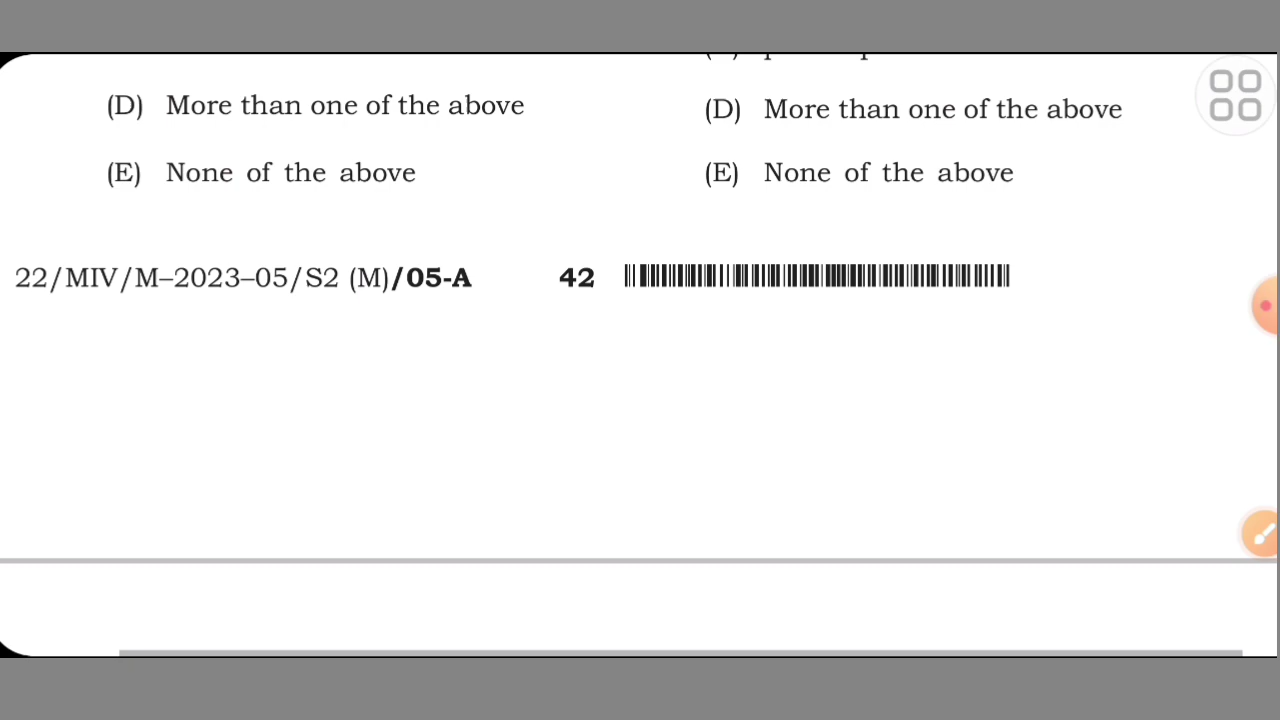 (D) More than one of the above
(E) None of the above
(D) More than one of the above
(E) None of the above
22/MIV/M–2023–05/S2 (M)/05-A 42